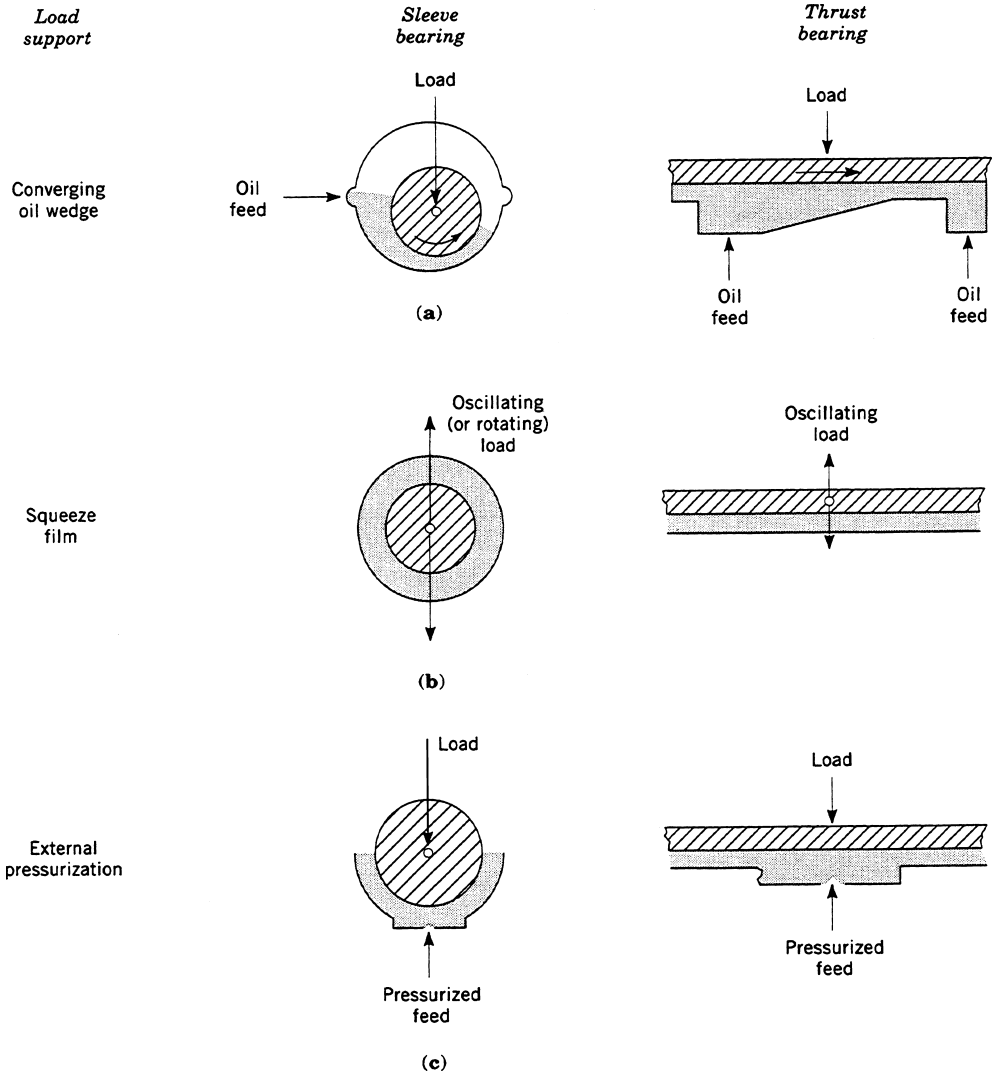 Load
support
Sleeve
bearing
Thrust
bearing
Converging
oil wedge
Load
Oil
feed
(a)
Load
Oil
feed
Oil
feed
Squeeze
film
Oscillating
(or rotating)
load
(b)
Oscillating
load
External
pressurization
Load
Pressurized
feed
(c)
Load
Pressurized
feed